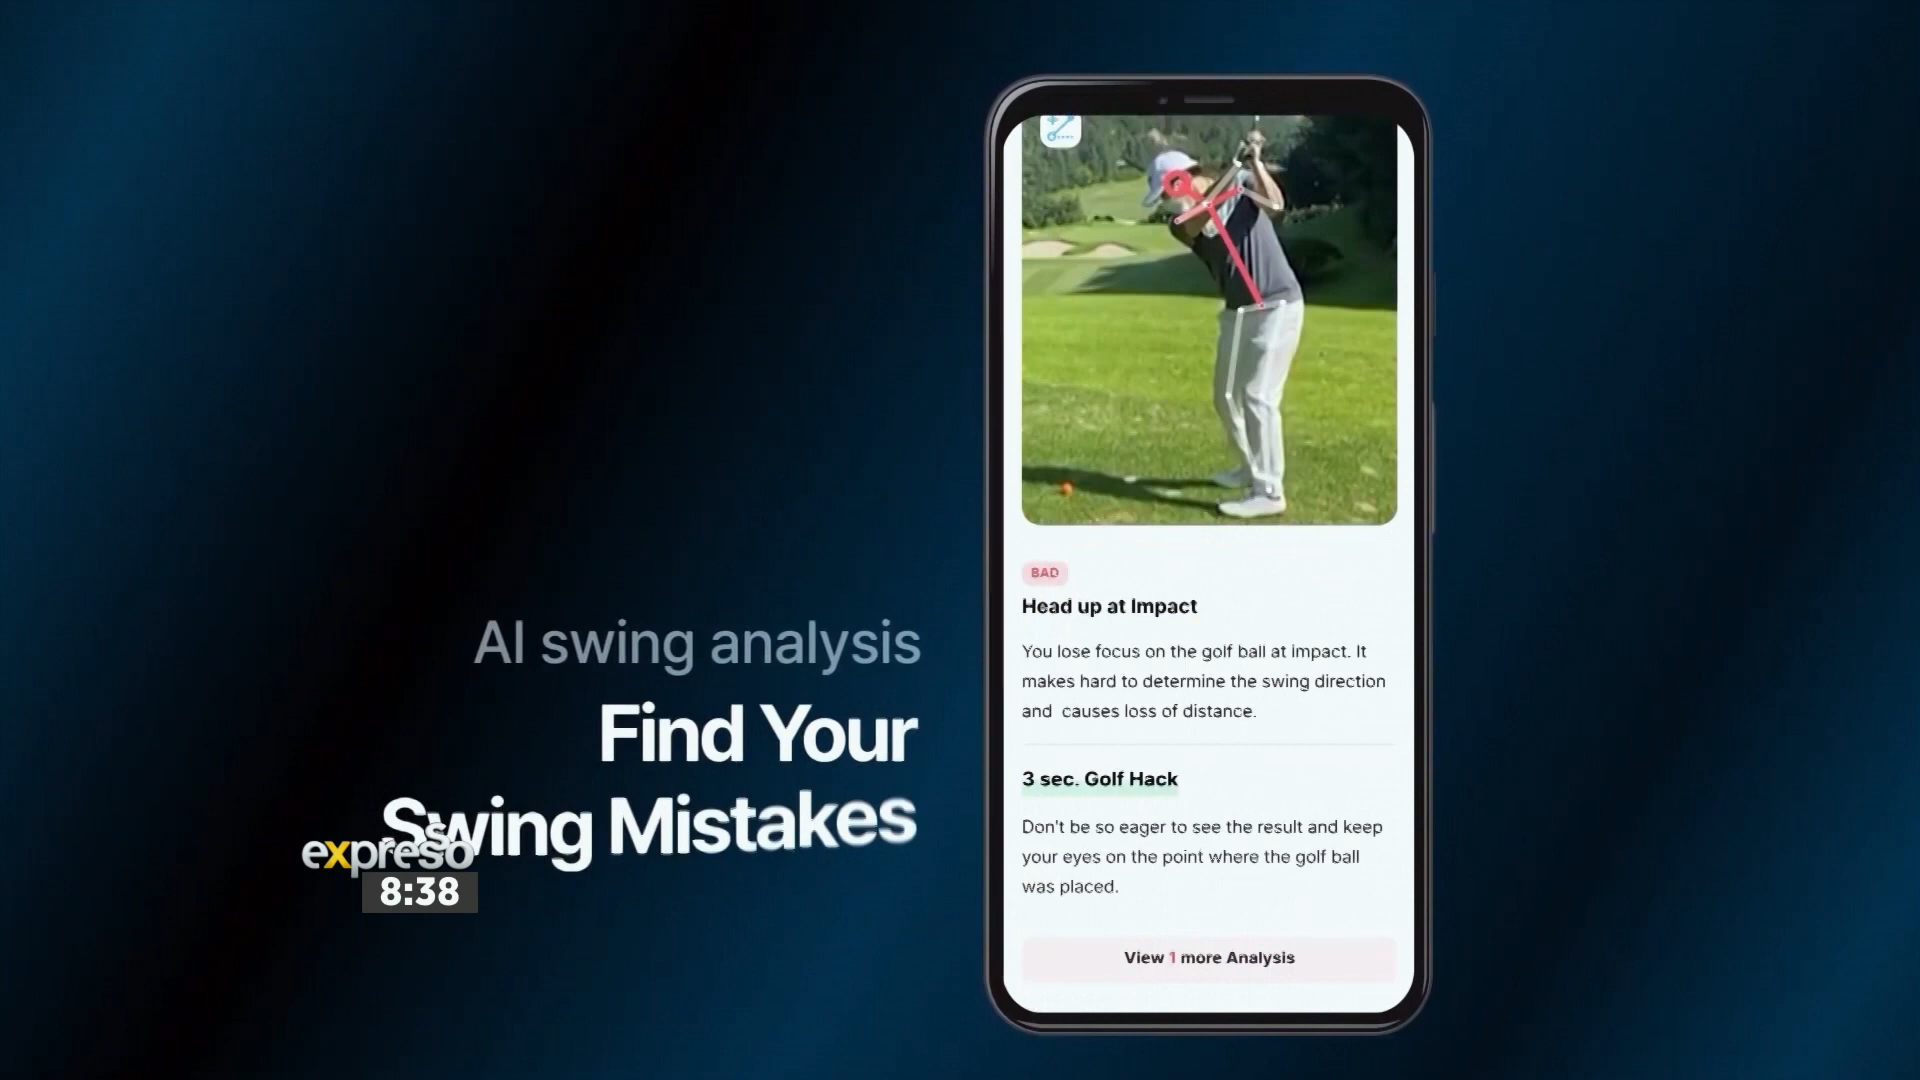 AI swing analysis
Find Your
Swing Mistakes
expresso
8:38
BAD
Head up at Impact
You lose focus on the golf ball at impact. It
makes hard to determine the swing direction
and causes loss of distance.
3 sec. Golf Hack
Don't be so eager to see the result and keep
your eyes on the point where the golf ball
was placed.
View 1 more Analysis